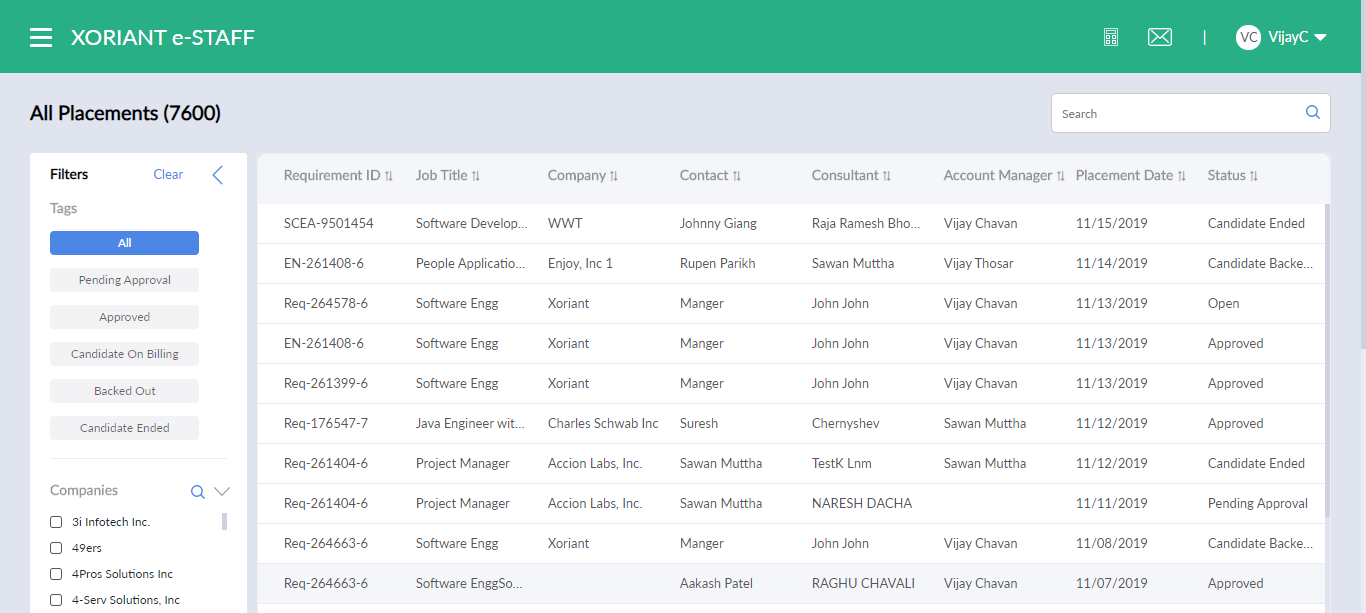 XORIANT e-STAFF
VC VijayC
All Placements (7600)
Search
Filters Clear
Tags
All
Pending Approval
Approved
Candidate On Billing
Backed Out
Candidate Ended
Companies
3i Infotech Inc.
49ers
4Pros Solutions Inc
4-Serv Solutions, Inc
Requirement ID Job Title Company Contact Consultant Account Manager Placement Date Status
SCEA-9501454 Software Develop... WWT Johnny Giang Raja Ramesh Bho... Vijay Chavan 11/15/2019 Candidate Ended
EN-261408-6 People Applicatio... Enjoy, Inc 1 Rupen Parikh Sawan Muttha Vijay Thosar 11/14/2019 Candidate Backe...
Req-264578-6 Software Engg Xoriant Manger John John Vijay Chavan 11/13/2019 Open
EN-261408-6 Software Engg Xoriant Manger John John Vijay Chavan 11/13/2019 Approved
Req-261399-6 Software Engg Xoriant Manger John John Vijay Chavan 11/13/2019 Approved
Req-176547-7 Java Engineer wit... Charles Schwab Inc Suresh Chernyshev Sawan Muttha 11/12/2019 Approved
Req-261404-6 Project Manager Accion Labs, Inc. Sawan Muttha TestK Lnm Sawan Muttha 11/12/2019 Candidate Ended
Req-261404-6 Project Manager Accion Labs, Inc. Sawan Muttha NARESH DACHA 11/11/2019 Pending Approval
Req-264663-6 Software Engg Xoriant Manger John John Vijay Chavan 11/08/2019 Candidate Backe...
Req-264663-6 Software EnggSo... Aakash Patel RAGHU CHAVALI Vijay Chavan 11/07/2019 Approved